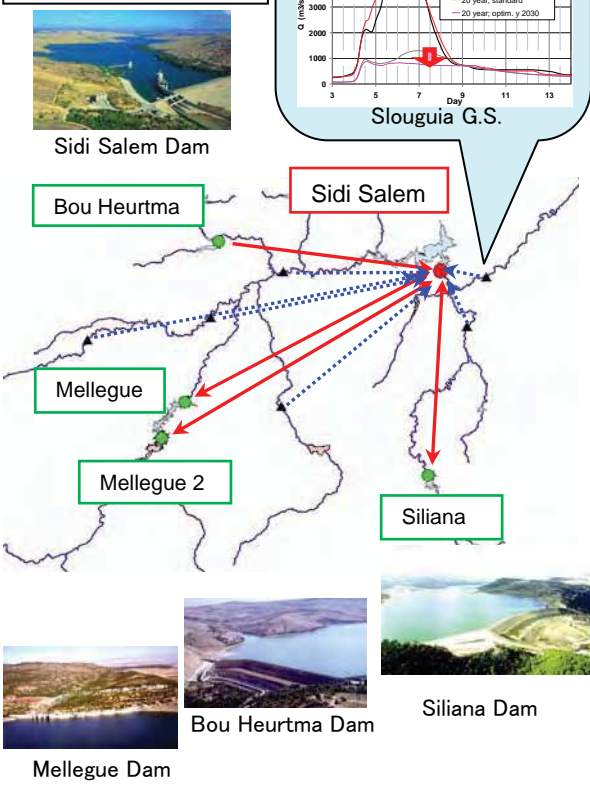 Q (m3/s
3000
2000
1000
0
20 year; standard
20 year; optim. y 2030
3 5 7 9 11 13
Day
Slouguia G.S.
Sidi Salem Dam
Bou Heurtma
Sidi Salem
Mellegue
Mellegue 2
Siliana
Siliana Dam
Bou Heurtma Dam
Mellegue Dam